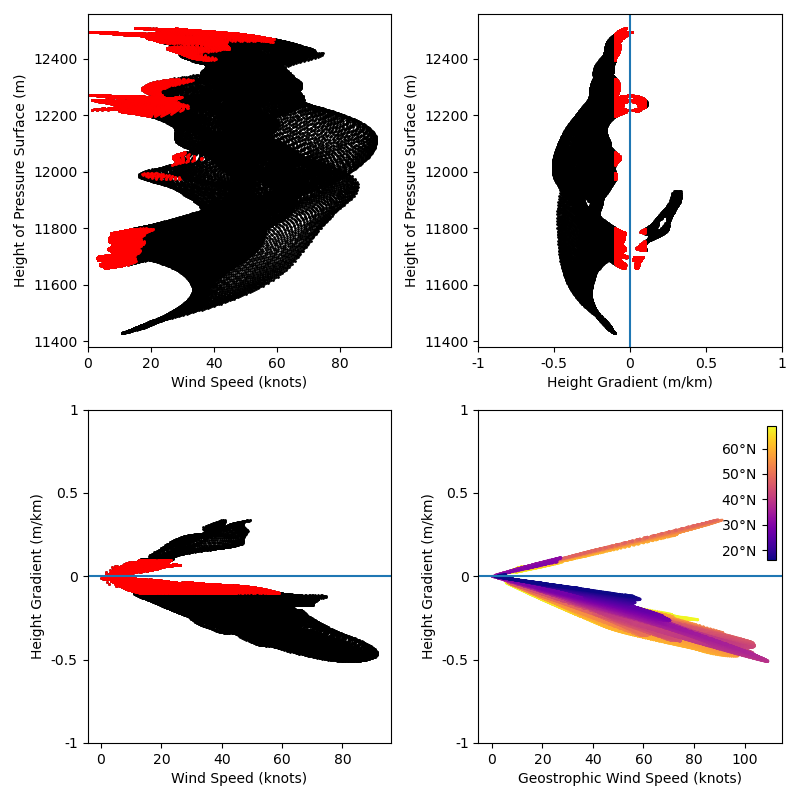 12400
12200
12000
11800
11600
11400
Height of Pressure Surface (m)
0 20 40 60 80
Wind Speed (knots)
12400
12200
12000
11800
11600
11400
Height of Pressure Surface (m)
-1 -0.5 0 0.5 1
Height Gradient (m/km)
1
0.5
0
-0.5
-1
Height Gradient (m/km)
0 20 40 60 80
Wind Speed (knots)
1
0.5
0
-0.5
-1
Height Gradient (m/km)
60°N
50°N
40°N
30°N
20°N
0 20 40 60 80 100
Geostrophic Wind Speed (knots)